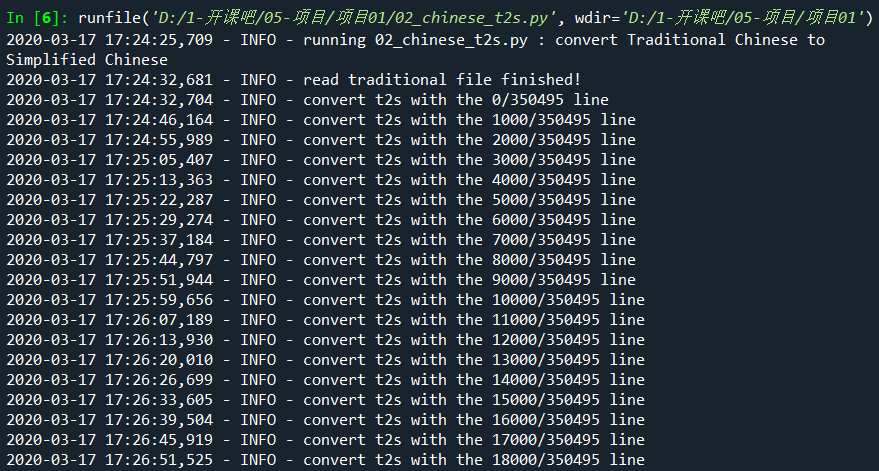 In [6]: runfile('D:/1-开课吧/05-项目/项目01/02_chinese_t2s.py', wdir='D:/1-开课吧/05-项目/项目01')
2020-03-17 17:24:25,709 - INFO - running 02_chinese_t2s.py : convert Traditional Chinese to
Simplified Chinese
2020-03-17 17:24:32,681 - INFO - read traditional file finished!
2020-03-17 17:24:32,704 - INFO - convert t2s with the 0/350495 line
2020-03-17 17:24:46,164 - INFO - convert t2s with the 1000/350495 line
2020-03-17 17:24:55,989 - INFO - convert t2s with the 2000/350495 line
2020-03-17 17:25:05,407 - INFO - convert t2s with the 3000/350495 line
2020-03-17 17:25:13,363 - INFO - convert t2s with the 4000/350495 line
2020-03-17 17:25:22,287 - INFO - convert t2s with the 5000/350495 line
2020-03-17 17:25:29,274 - INFO - convert t2s with the 6000/350495 line
2020-03-17 17:25:37,184 - INFO - convert t2s with the 7000/350495 line
2020-03-17 17:25:44,797 - INFO - convert t2s with the 8000/350495 line
2020-03-17 17:25:51,944 - INFO - convert t2s with the 9000/350495 line
2020-03-17 17:25:59,656 - INFO - convert t2s with the 10000/350495 line
2020-03-17 17:26:07,189 - INFO - convert t2s with the 11000/350495 line
2020-03-17 17:26:13,930 - INFO - convert t2s with the 12000/350495 line
2020-03-17 17:26:20,010 - INFO - convert t2s with the 13000/350495 line
2020-03-17 17:26:26,699 - INFO - convert t2s with the 14000/350495 line
2020-03-17 17:26:33,605 - INFO - convert t2s with the 15000/350495 line
2020-03-17 17:26:39,504 - INFO - convert t2s with the 16000/350495 line
2020-03-17 17:26:45,919 - INFO - convert t2s with the 17000/350495 line
2020-03-17 17:26:51,525 - INFO - convert t2s with the 18000/350495 line